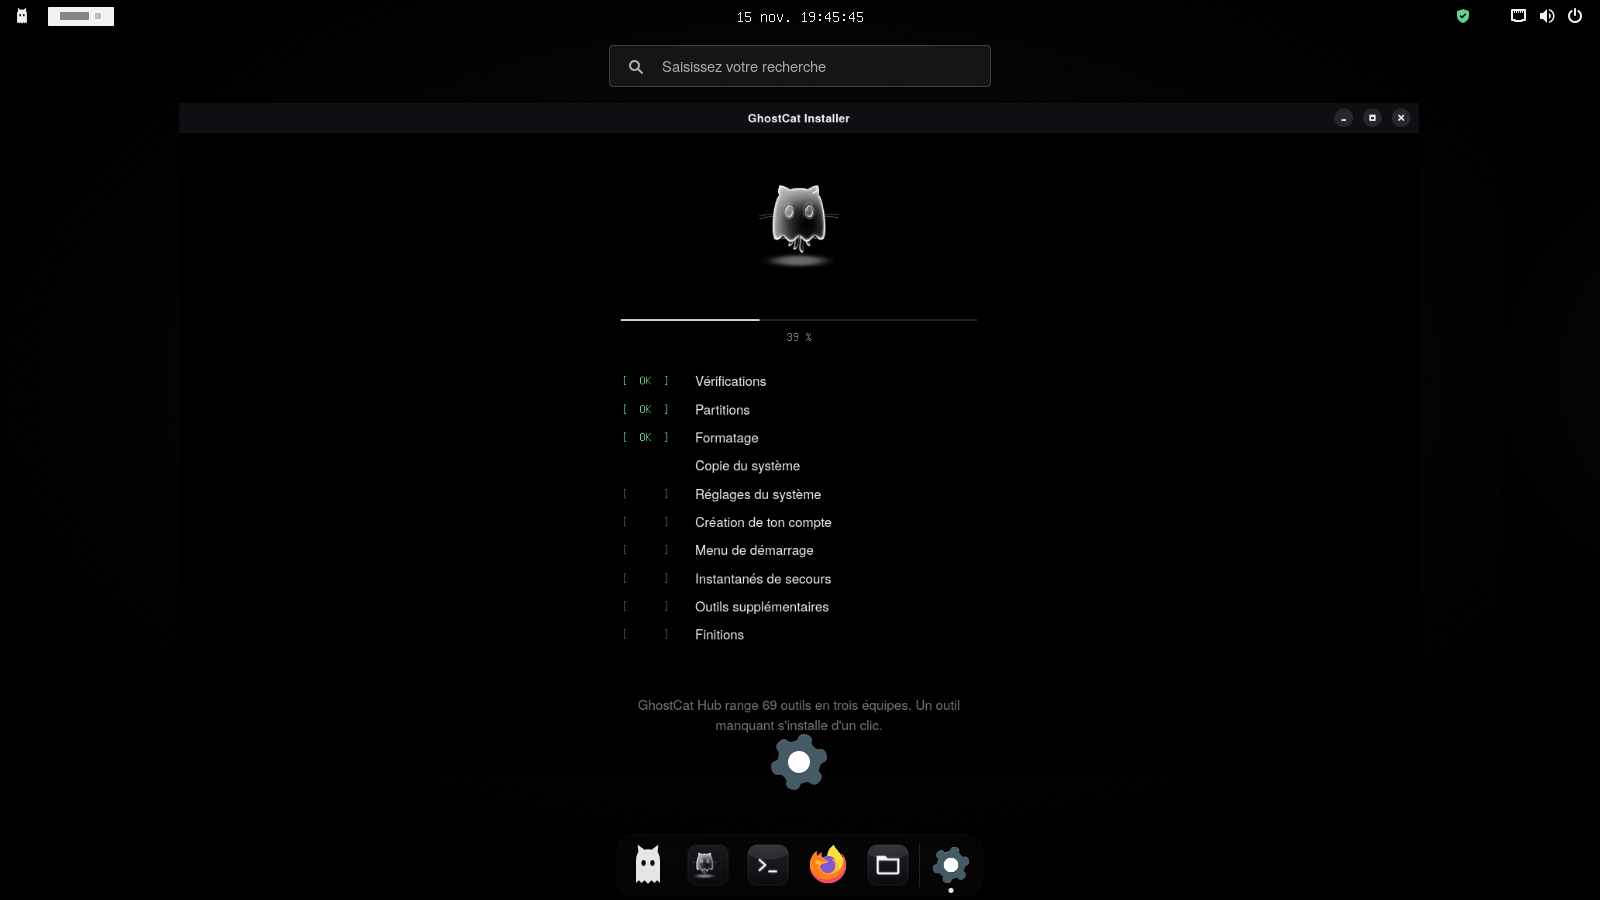 15 nov. 19:45:45
Saisissez votre recherche
GhostCat Installer
39 %
[ OK ] Vérifications
[ OK ] Partitions
[ OK ] Formatage
Copie du système
[ ] Réglages du système
[ ] Création de ton compte
[ ] Menu de démarrage
[ ] Instantanés de secours
[ ] Outils supplémentaires
[ ] Finitions
GhostCat Hub range 69 outils en trois équipes. Un outil
manquant s'installe d'un clic.